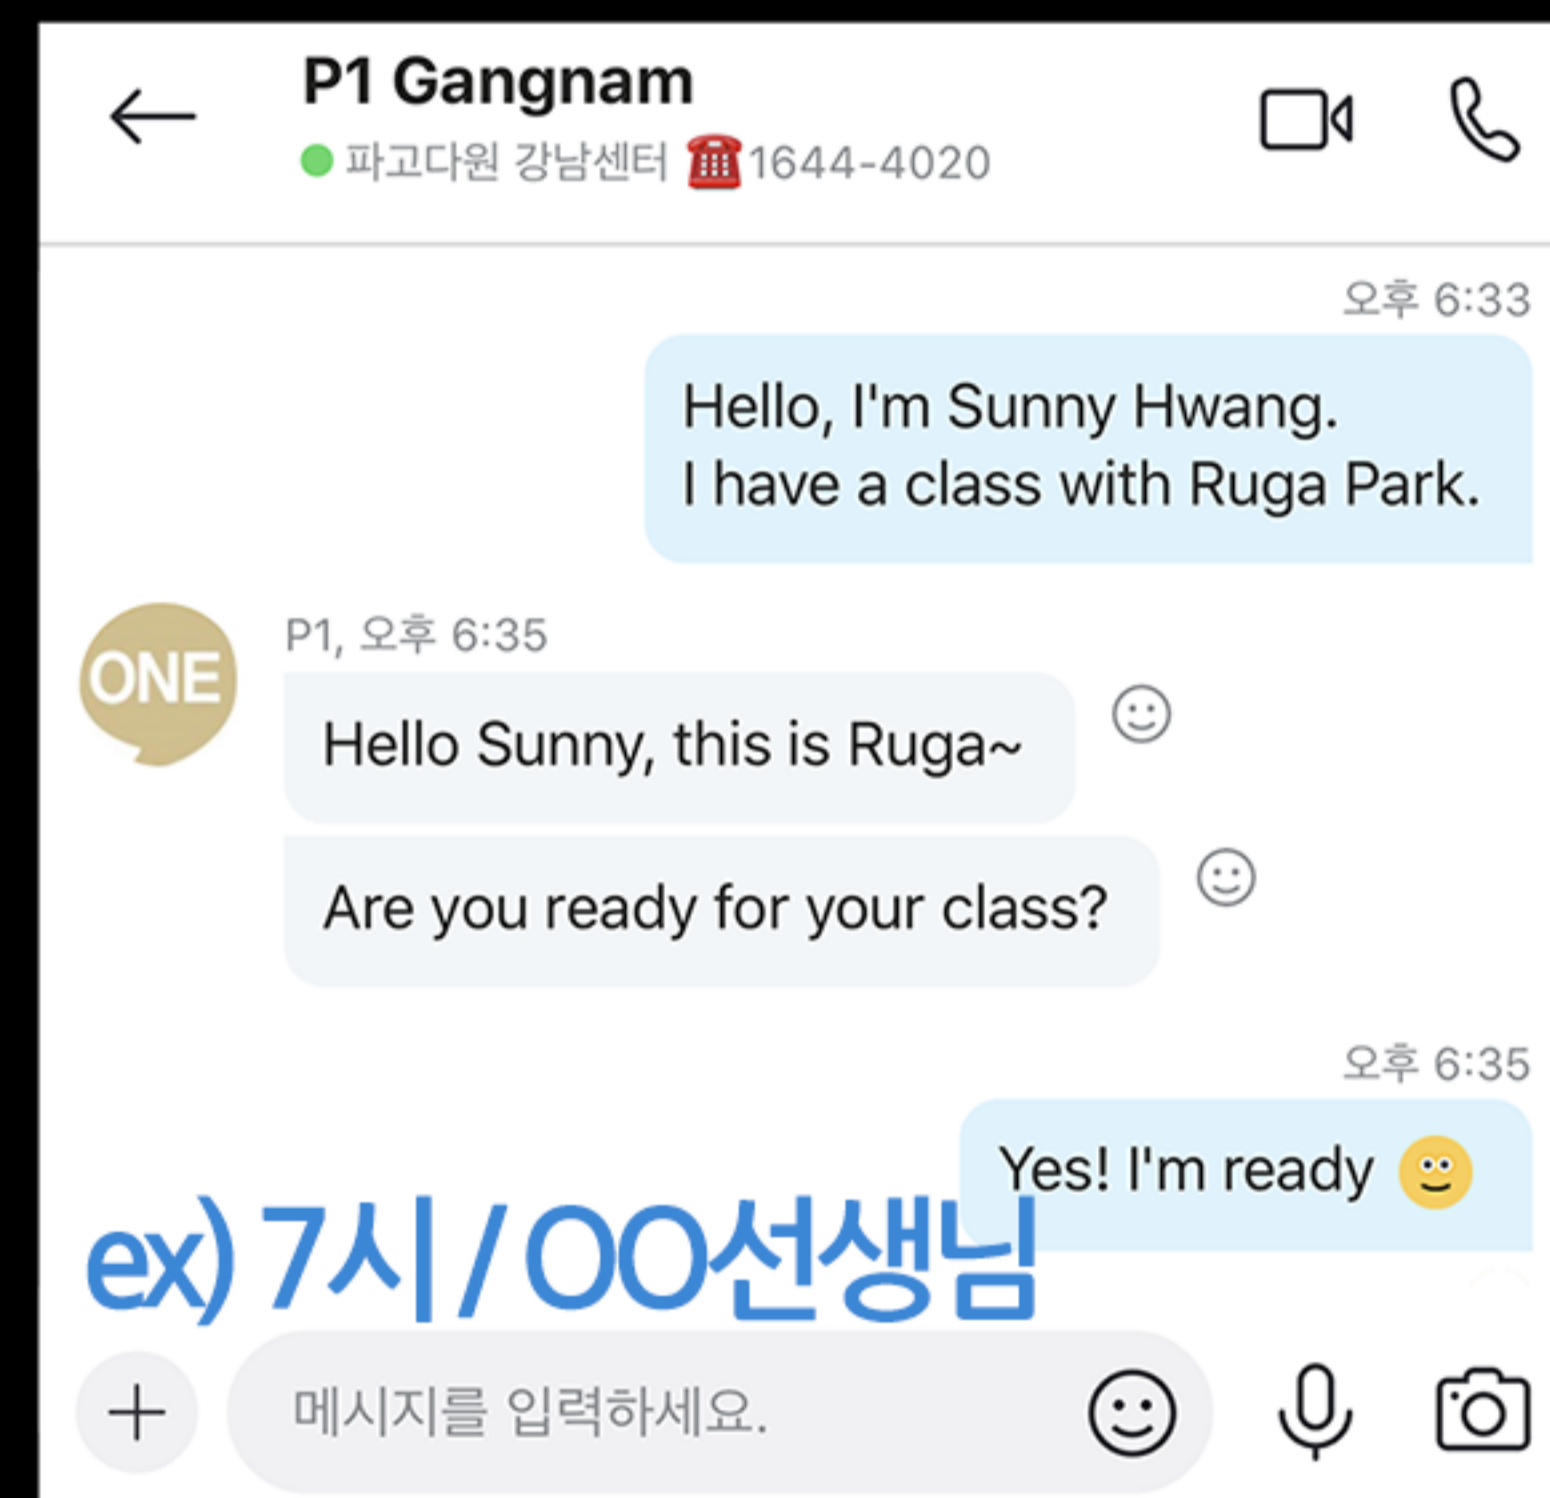 P1 Gangnam
파고다원 강남센터 ☎️1644-4020
오후 6:33
Hello, I'm Sunny Hwang.
I have a class with Ruga Park.
ONE
P1, 오후 6:35
Hello Sunny, this is Ruga~
Are you ready for your class?
오후 6:35
Yes! I'm ready 🙂
ex) 7시 / OO선생님
메시지를 입력하세요.